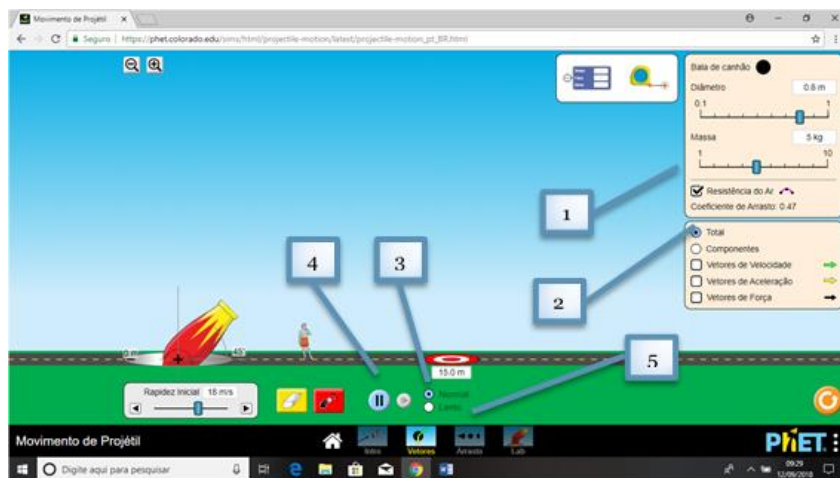 Movimento de Projétil
Seguro | https://phet.colorado.edu/sims/html/projectile-motion/latest/projectile-motion_pt_BR.html
Bala de canhão
Diâmetro
0.8 m
0.1
1
Massa
5 kg
1
10
Resistência do Ar
Coeficiente de Arrasto: 0.47
1
Total
Componentes
Vetores de Velocidade
Vetores de Aceleração
Vetores de Força
4
3
2
0 m
45°
15.0 m
5
Rapidez Inicial
16 m/s
Normal
Lento
Movimento de Projétil
Intro
Vetores
Arrasto
Lab
PhET
Digite aqui para pesquisar
09:29
12/09/2018